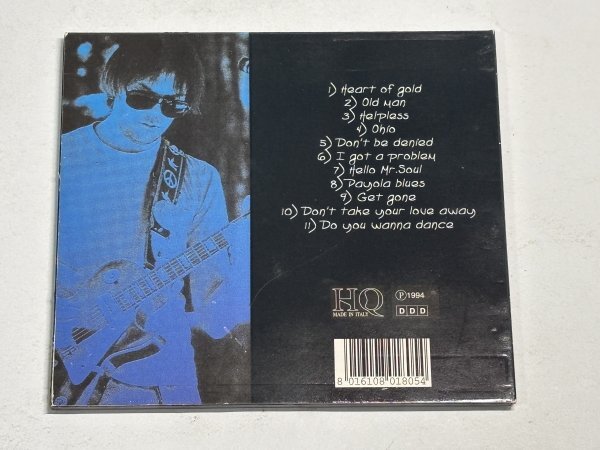 1) Heart of gold
2) Old man
3) Helpless
4) Ohio
5) Don't be denied
6) I got a problem
7) Hello Mr.Soul
8) Payola blues
9) Get gone
10) Don't take your love away
11) Do you wanna dance
HQ
MADE IN ITALY
Ⓟ1994
DDD
8 016108 018054